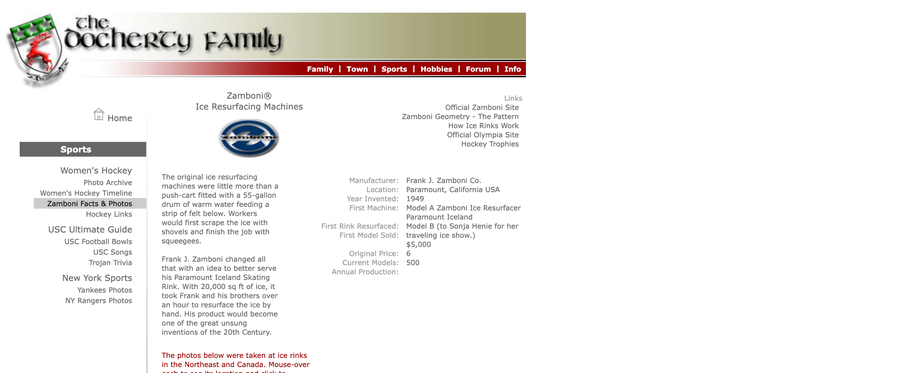 The
Docherty Family
Family | Town | Sports | Hobbies | Forum | Info
Home
Sports
Women's Hockey
Photo Archive
Women's Hockey Timeline
Zamboni Facts & Photos
Hockey Links
USC Ultimate Guide
USC Football Bowls
USC Songs
Trojan Trivia
New York Sports
Yankees Photos
NY Rangers Photos
Zamboni®
Ice Resurfacing Machines
ZAMBONI
The original ice resurfacing
machines were little more than a
push-cart fitted with a 55-gallon
drum of warm water feeding a
strip of felt below. Workers
would first scrape the ice with
shovels and finish the job with
squeegees.
Frank J. Zamboni changed all
that with an idea to better serve
his Paramount Iceland Skating
Rink. With 20,000 sq ft of ice, it
took Frank and his brothers over
an hour to resurface the ice by
hand. His product would become
one of the great unsung
inventions of the 20th Century.
The photos below were taken at ice rinks
in the Northeast and Canada. Mouse-over
each to see its location and click to
Links
Official Zamboni Site
Zamboni Geometry - The Pattern
How Ice Rinks Work
Official Olympia Site
Hockey Trophies
Manufacturer: Frank J. Zamboni Co.
Location: Paramount, California USA
Year Invented: 1949
First Machine: Model A Zamboni Ice Resurfacer
Paramount Iceland
First Rink Resurfaced: Model B (to Sonja Henie for her
First Model Sold: traveling ice show.)
$5,000
Original Price: 6
Current Models: 500
Annual Production: